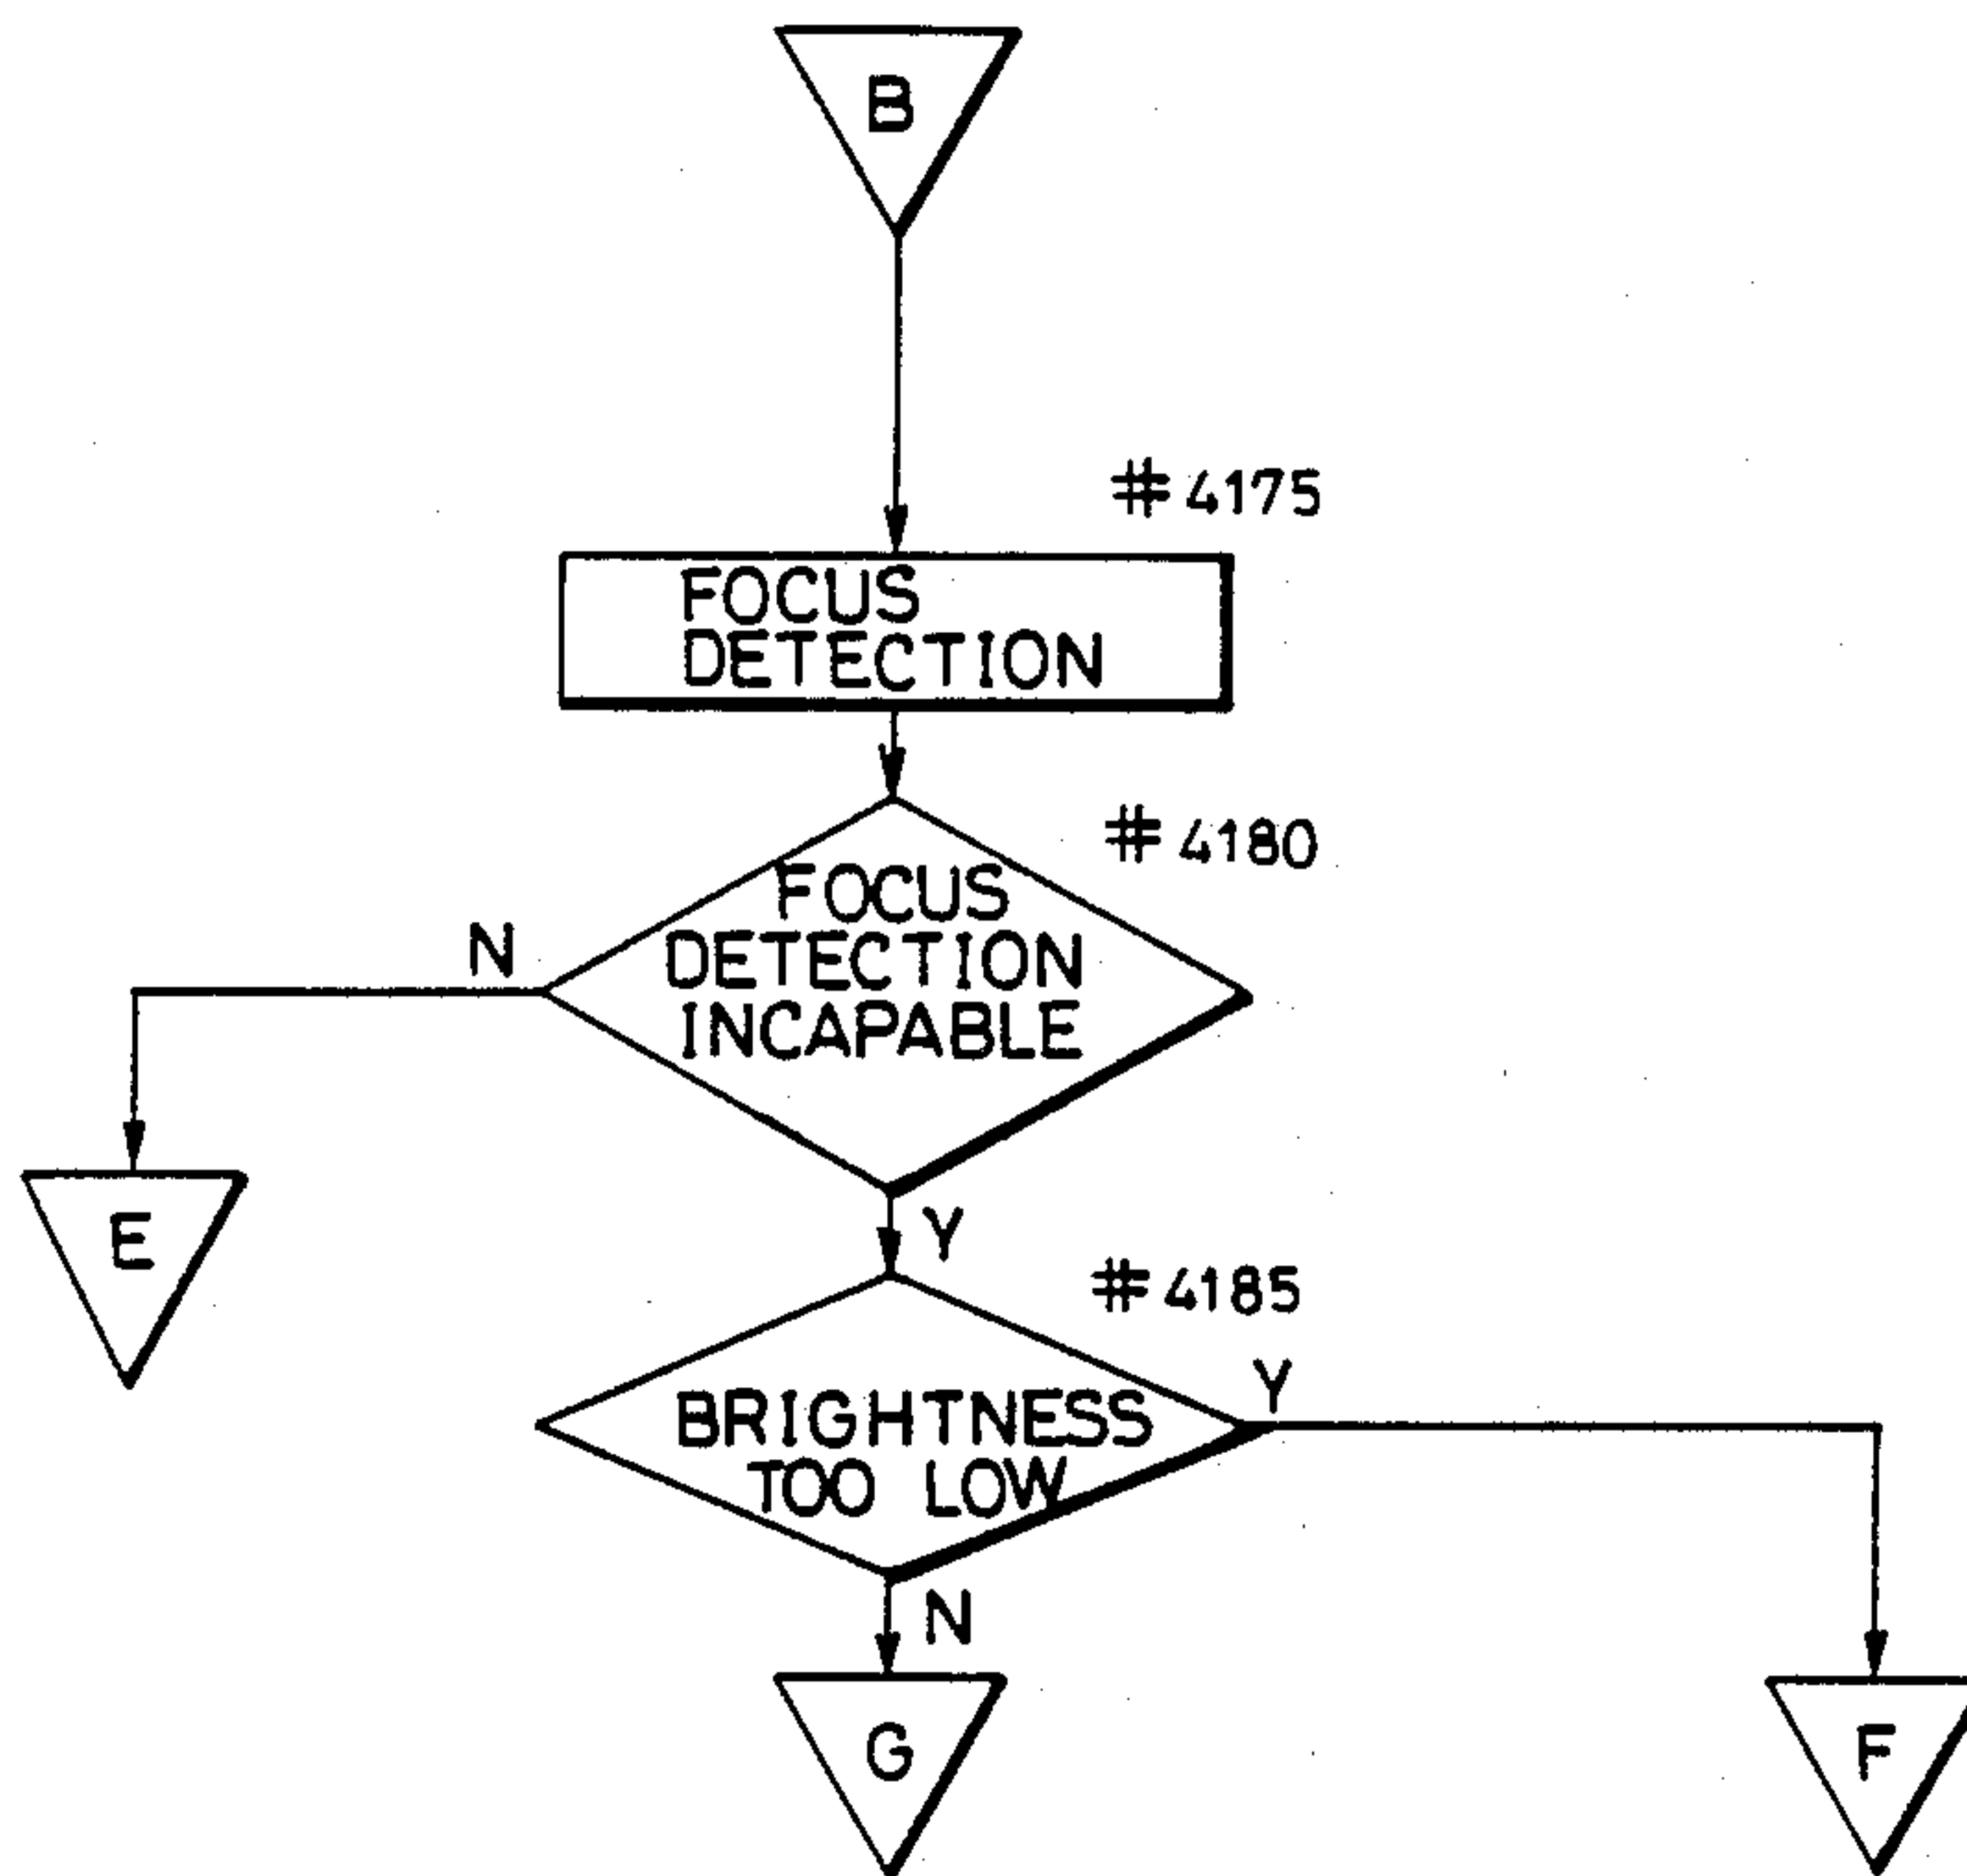 B
# 4175
FOCUS
DETECTION
# 4180
FOCUS
DETECTION
INCAPABLE
N
E
Y
# 4185
BRIGHTNESS
TOO LOW
Y
N
G
F